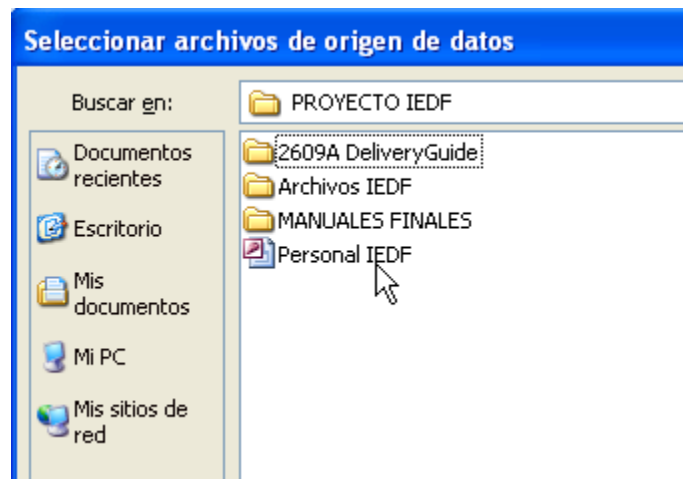 Seleccionar archivos de origen de datos
Buscar en:
PROYECTO IEDF
Documentos
recientes
Escritorio
Mis
documentos
Mi PC
Mis sitios de
red
2609A DeliveryGuide
Archivos IEDF
MANUALES FINALES
Personal IEDF